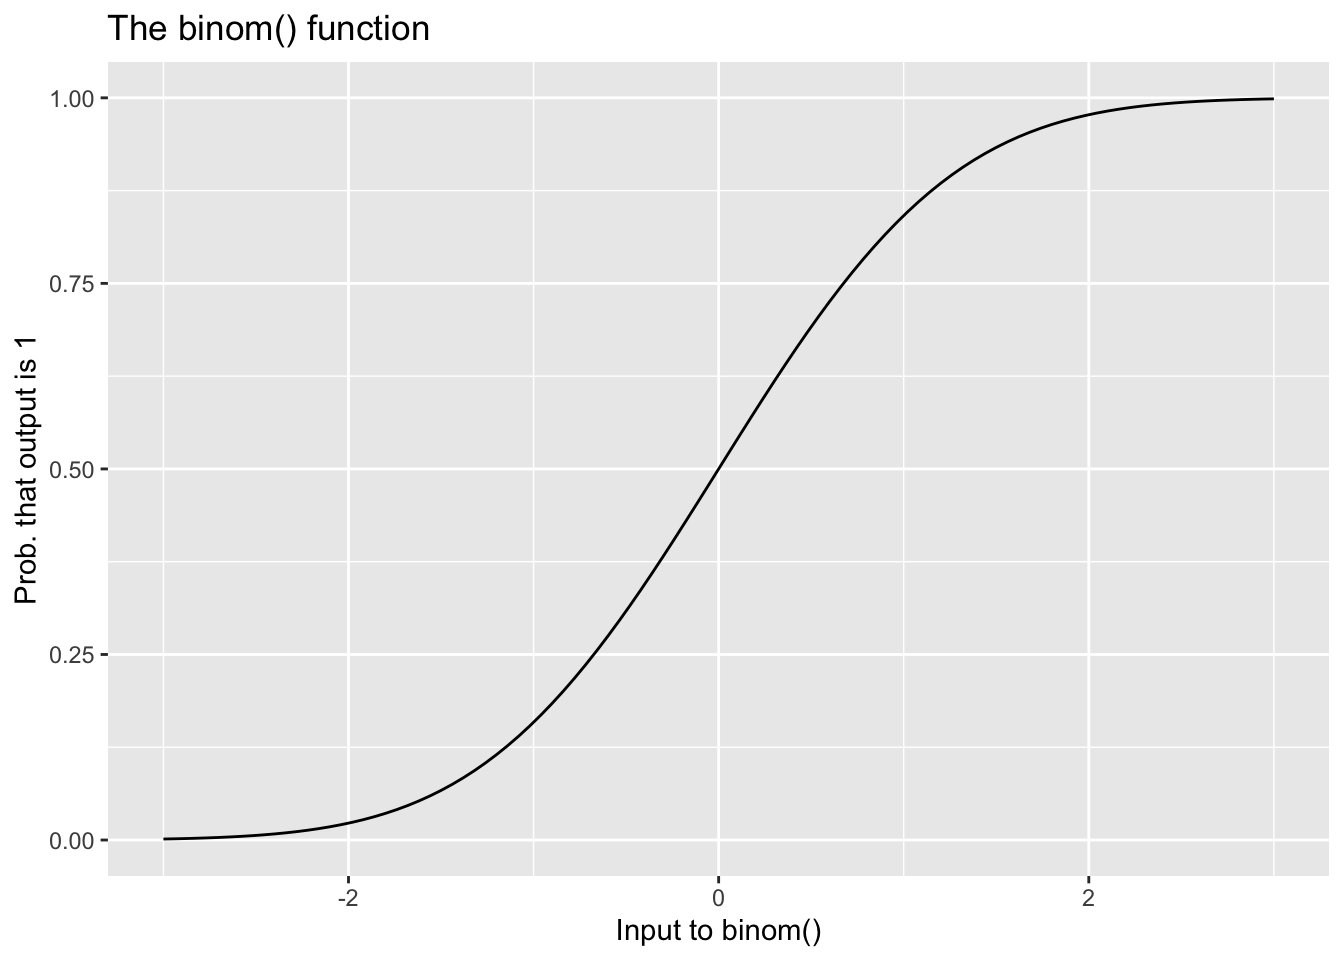 The binom() function
1.00
0.75
0.50
0.25
0.00
Prob. that output is 1
-2
0
2
Input to binom()